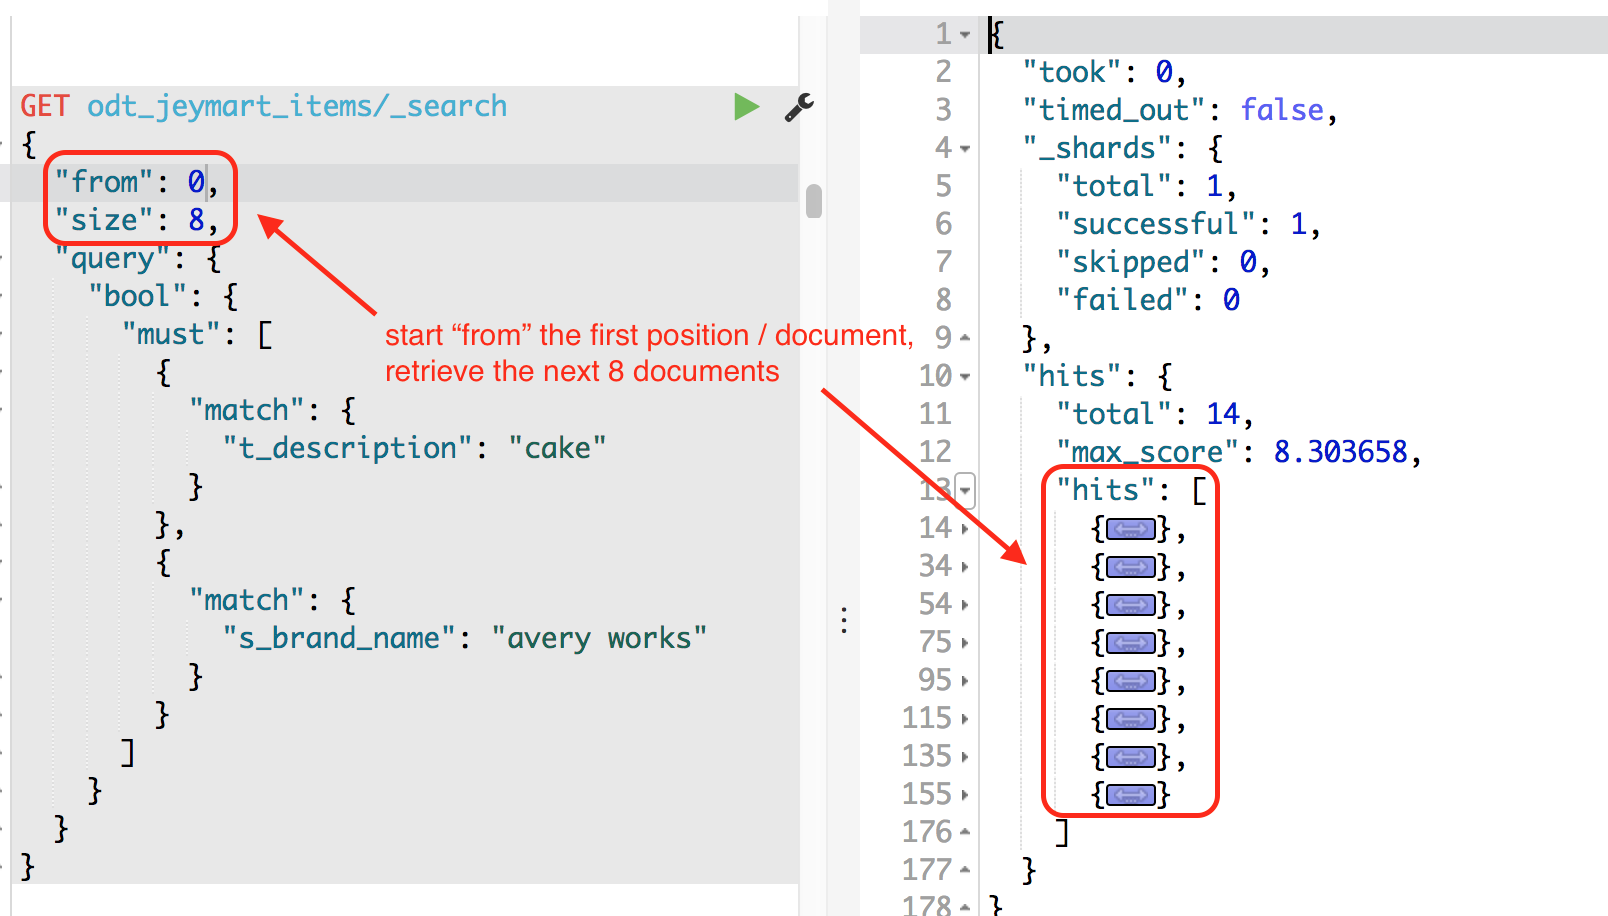 GET odt_jeymart_items/_search
{
"from": 0,
"size": 8,
"query": {
"bool": {
"must": [
{
"match": {
"t_description": "cake"
}
},
{
"match": {
"s_brand_name": "avery works"
}
}
]
}
}
}
start “from” the first position / document,
retrieve the next 8 documents
1 {
2 "took": 0,
3 "timed_out": false,
4 "_shards": {
5 "total": 1,
6 "successful": 1,
7 "skipped": 0,
8 "failed": 0
9 },
10 "hits": {
11 "total": 14,
12 "max_score": 8.303658,
13 "hits": [
14 {},
34 {},
54 {},
75 {},
95 {},
115 {},
135 {},
155 {}
176 ]
177 }
178 }